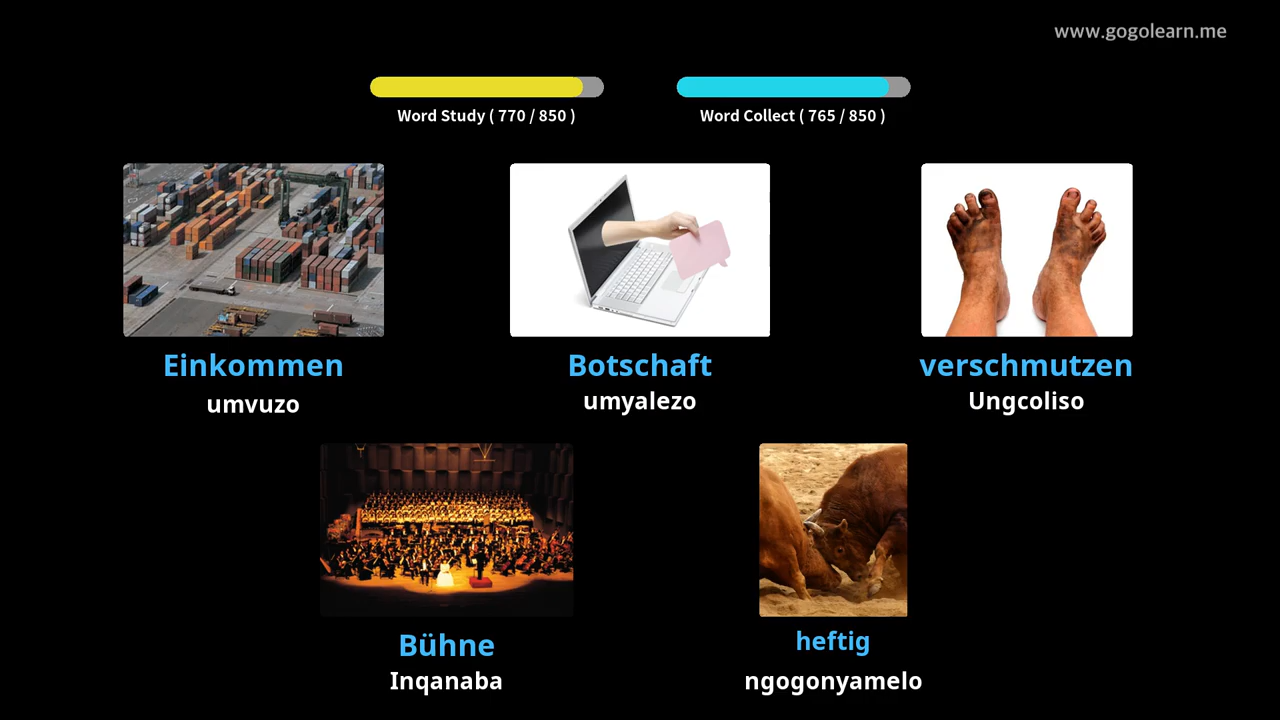 www.gogolearn.me
Word Study ( 770 / 850 )
Word Collect ( 765 / 850 )
Einkommen
umvuzo
Botschaft
umyalezo
verschmutzen
Ungcoliso
Bühne
Inqanaba
heftig
ngogonyamelo